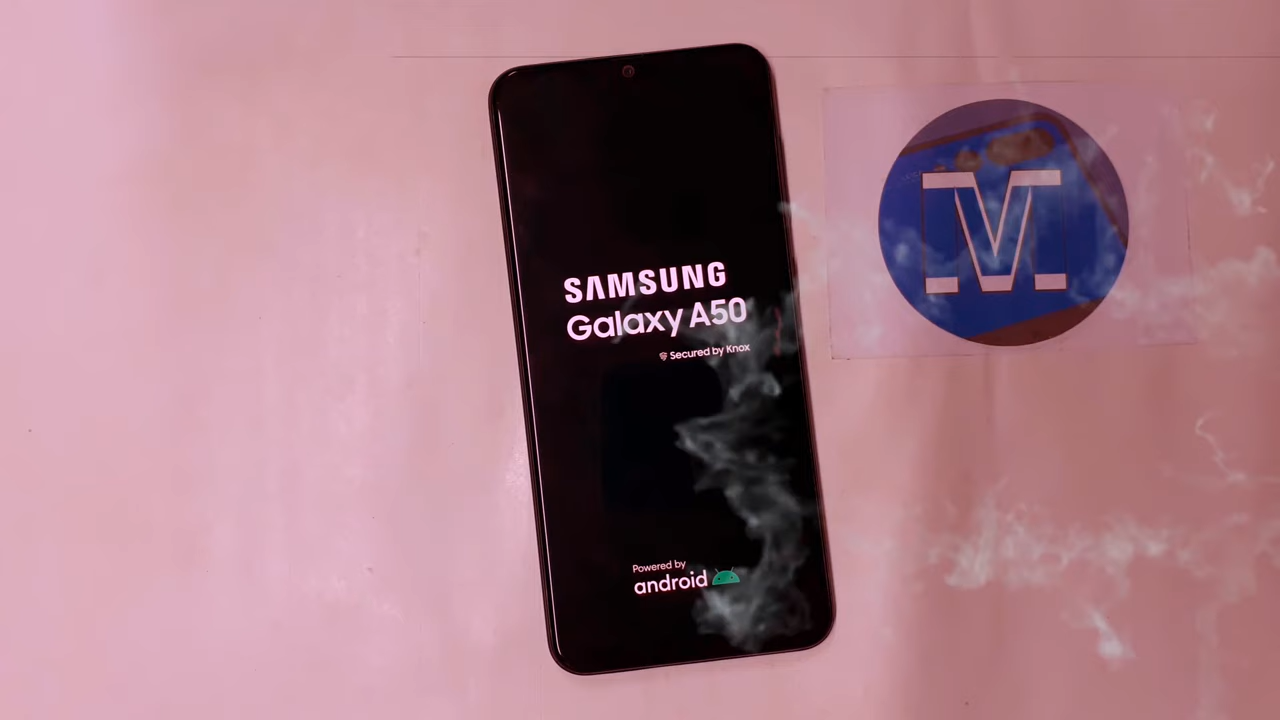 SAMSUNG
Galaxy A50
Secured by Knox
Powered by
android
M